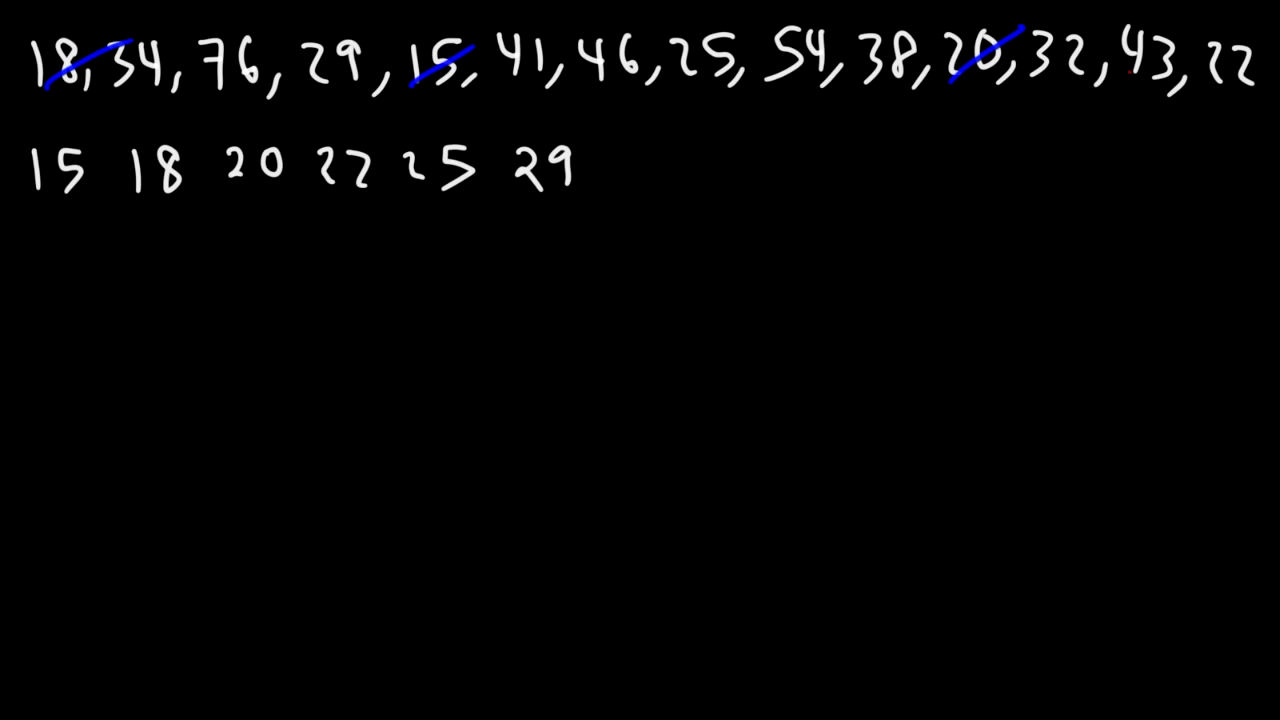 18, 34, 76, 29, 15, 41, 46, 25, 54, 38, 20, 32, 43, 22
15 18 20 22 25 29